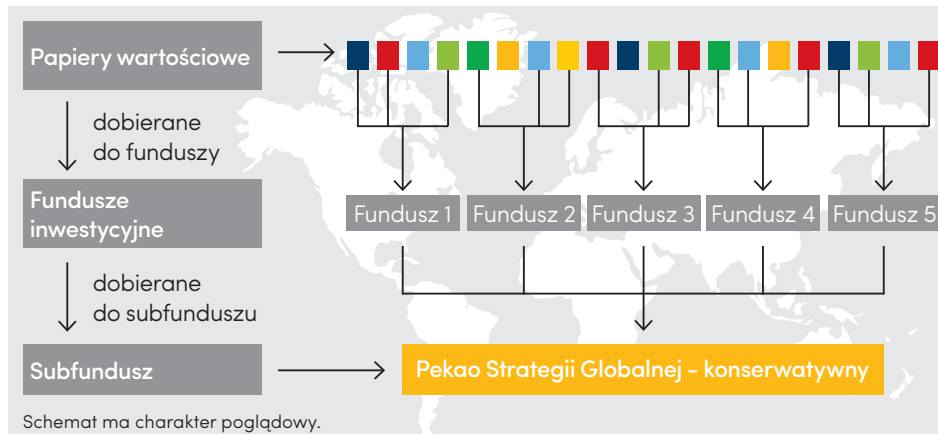 Papiery wartościowe
dobierane
do funduszy
Fundusze
inwestycyjne
Fundusz 1
Fundusz 2
Fundusz 3
Fundusz 4
Fundusz 5
dobierane
do subfunduszu
Subfundusz
Pekao Strategii Globalnej - konserwatywny
Schemat ma charakter poglądowy.